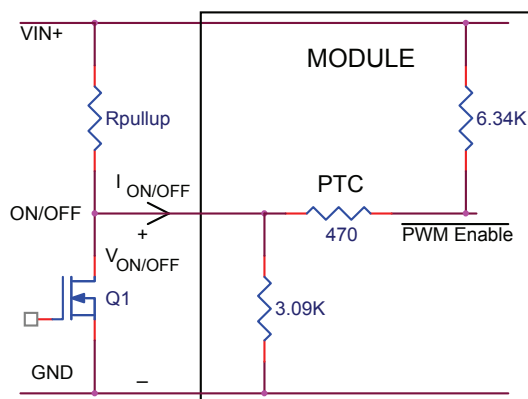 VIN+
MODULE
Rpullup
6.34K
I ON/OFF
PTC
ON/OFF
+
470
PWM Enable
V ON/OFF
Q1
3.09K
GND
–